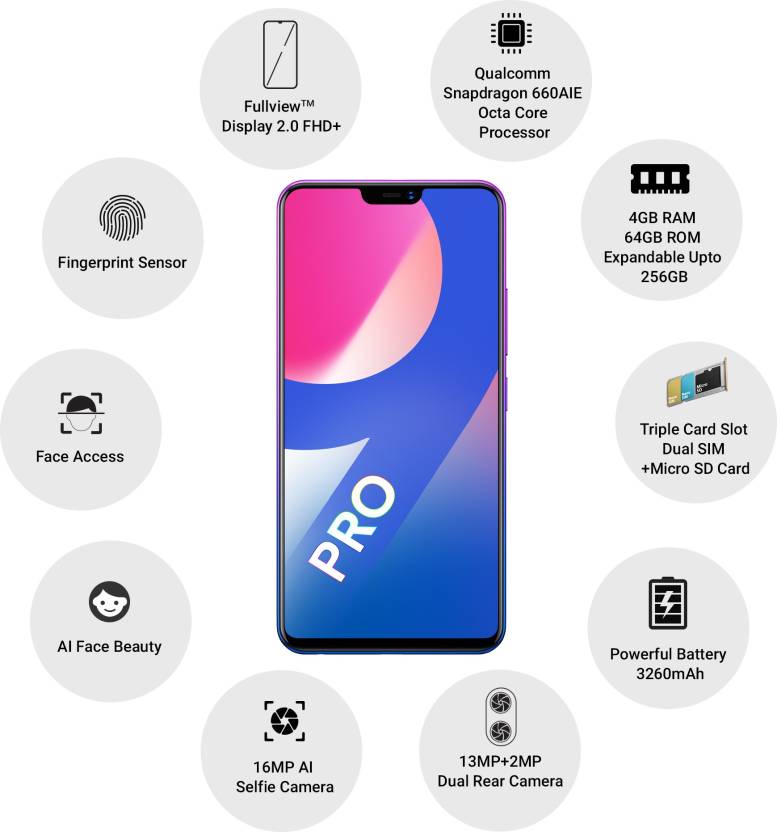 Fullview™
Display 2.0 FHD+
Qualcomm
Snapdragon 660AIE
Octa Core
Processor
Fingerprint Sensor
4GB RAM
64GB ROM
Expandable Upto
256GB
Face Access
Triple Card Slot
Dual SIM
+Micro SD Card
PRO
AI Face Beauty
Powerful Battery
3260mAh
16MP AI
Selfie Camera
13MP+2MP
Dual Rear Camera